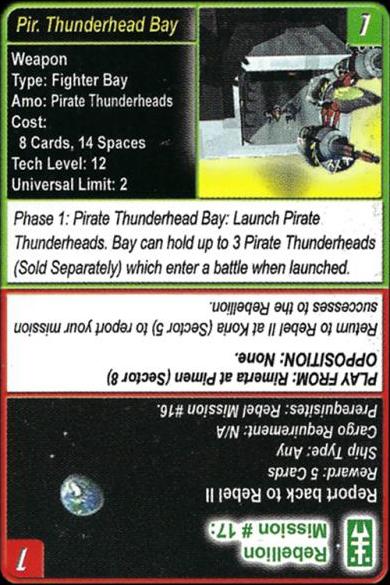 Pir. Thunderhead Bay
1
Weapon
Type: Fighter Bay
Amo: Pirate Thunderheads
Cost:
8 Cards, 14 Spaces
Tech Level: 12
Universal Limit: 2
Phase 1: Pirate Thunderhead Bay: Launch Pirate
Thunderheads. Bay can hold up to 3 Pirate Thunderheads
(Sold Separately) which enter a battle when launched.
1
Rebellion
Mission # 17:
Report back to Rebel II
Reward: 5 Cards
Ship Type: Any
Cargo Requirement: N/A
Prerequisites: Rebel Mission #16.
PLAY FROM: Rimerta at Pimen (Sector 8)
OPPOSITION: None.
Return to Rebel II at Koria (Sector 5) to report your mission
successes to the Rebellion.